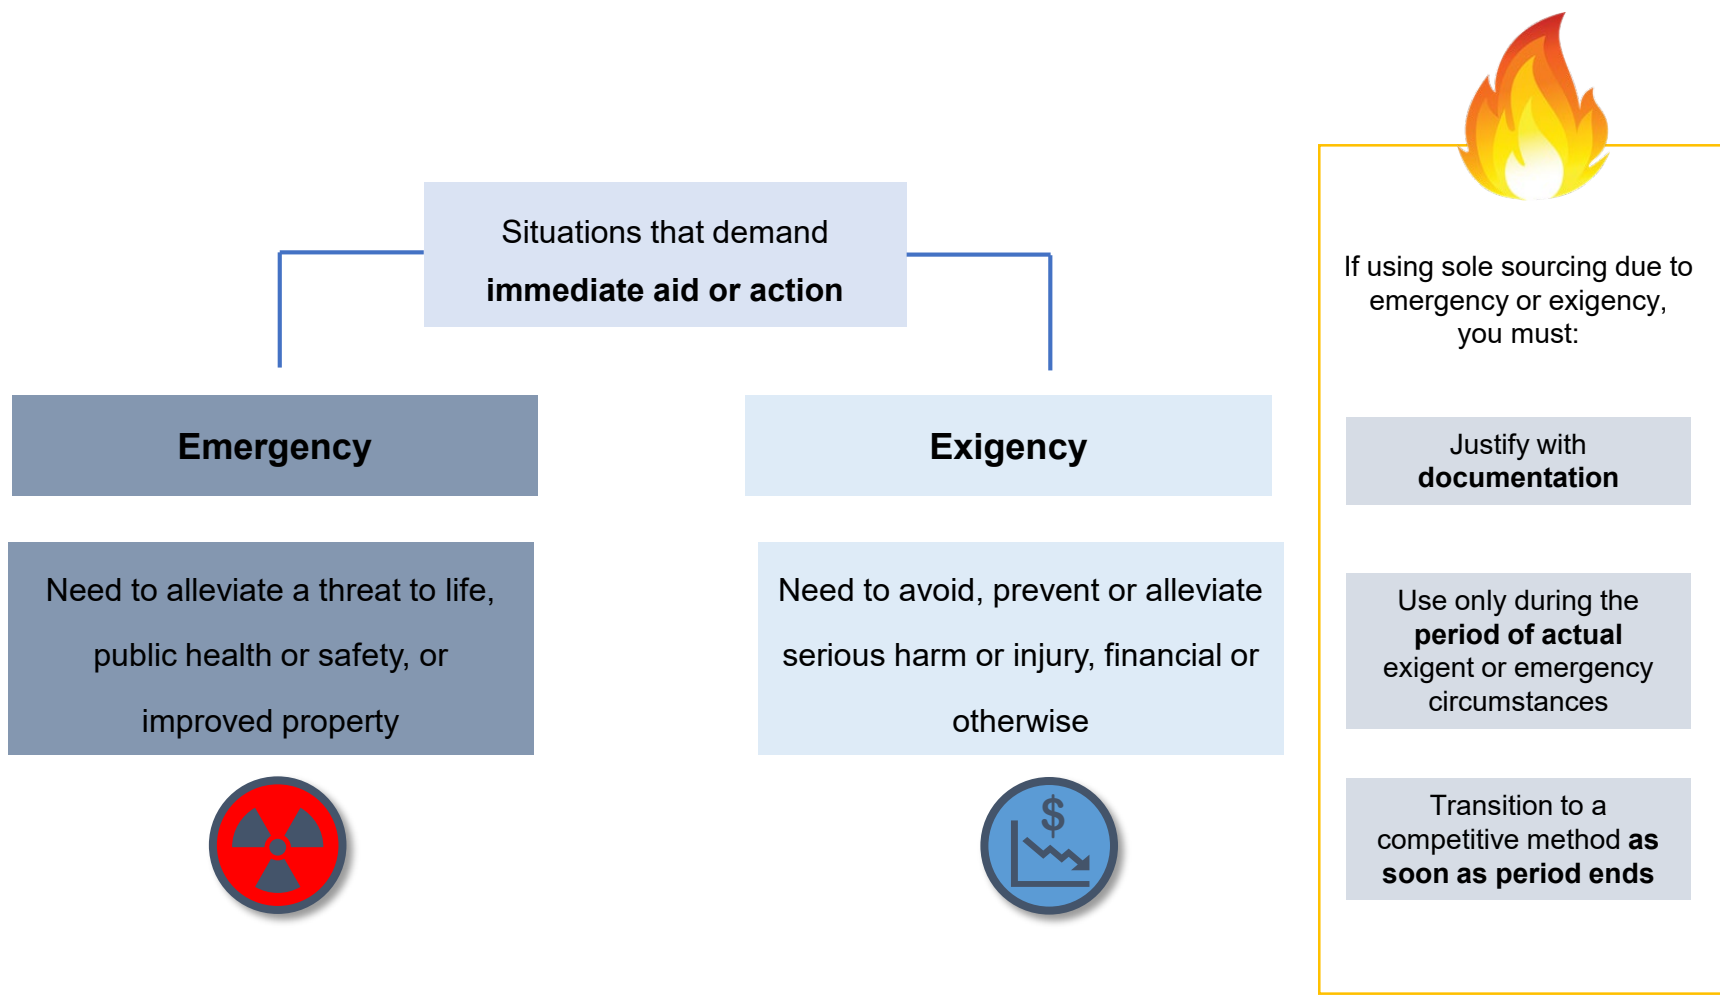 Situations that demand
immediate aid or action
Emergency
Need to alleviate a threat to life,
public health or safety, or
improved property
Exigency
Need to avoid, prevent or alleviate
serious harm or injury, financial or
otherwise
$
If using sole sourcing due to
emergency or exigency,
you must:
Justify with
documentation
Use only during the
period of actual
exigent or emergency
circumstances
Transition to a
competitive method as
soon as period ends